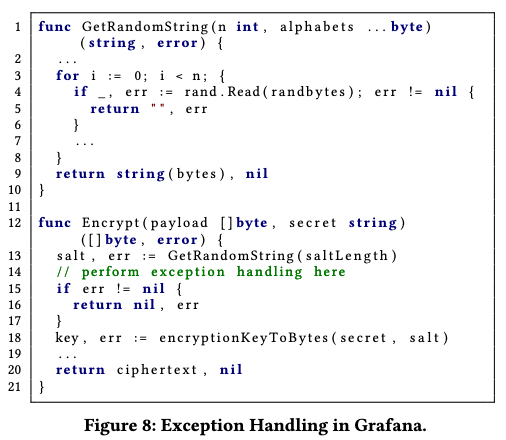 1 func GetRandomString(n int, alphabets ...byte)
(string, error) {
2 ...
3 for i := 0; i < n; {
4 if _, err := rand.Read(randbytes); err != nil {
5 return "", err
6 }
7 ...
8 }
9 return string(bytes), nil
10 }
11
12 func Encrypt(payload []byte, secret string)
([]byte, error) {
13 salt, err := GetRandomString(saltLength)
14 // perform exception handling here
15 if err != nil {
16 return nil, err
17 }
18 key, err := encryptionKeyToBytes(secret, salt)
19 ...
20 return ciphertext, nil
21 }
Figure 8: Exception Handling in Grafana.